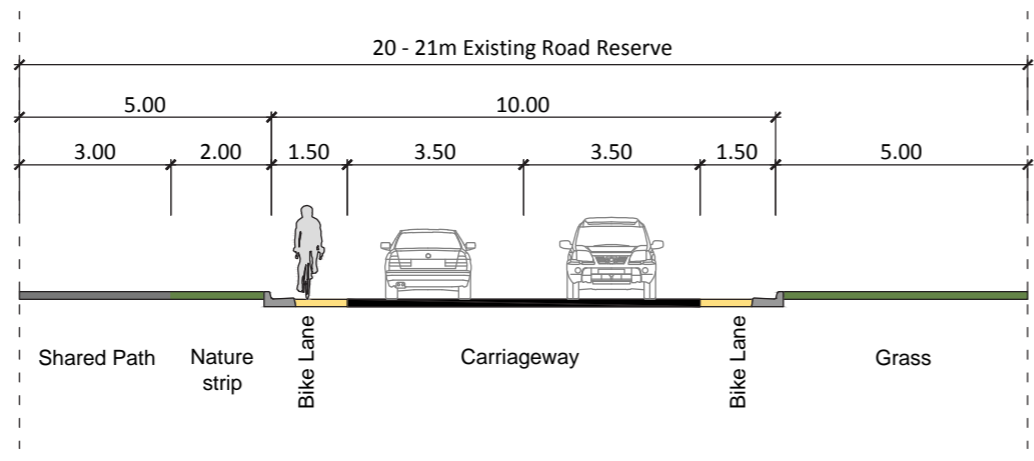 20 - 21m Existing Road Reserve
5.00
10.00
3.00
2.00
1.50
3.50
3.50
1.50
5.00
Shared Path
Nature
strip
Bike Lane
Carriageway
Bike Lane
Grass